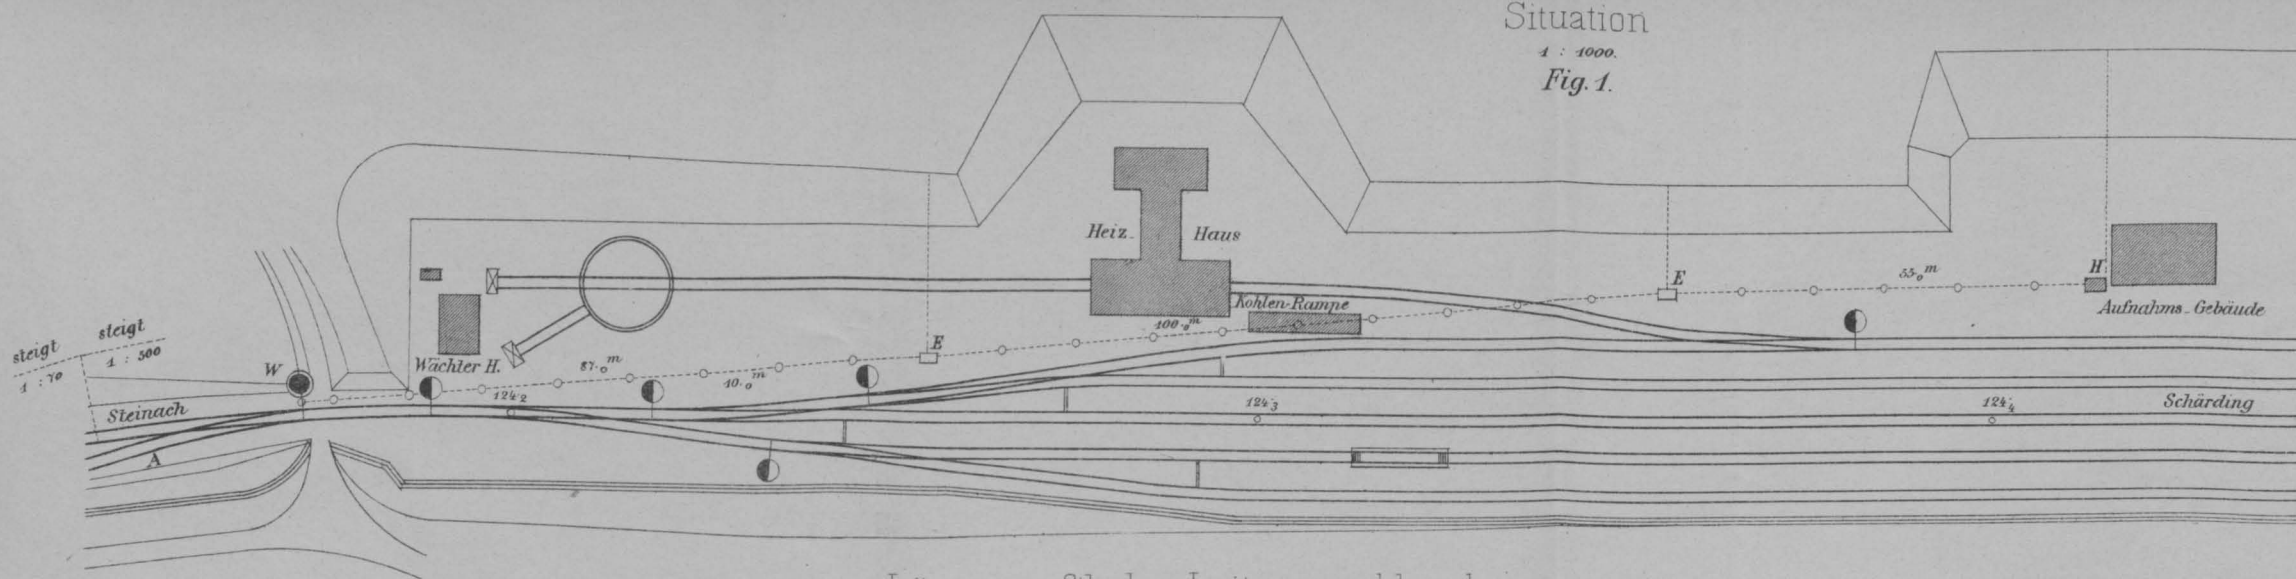 Situation
1 : 1000.
Fig. 1.
Heiz- Haus
Kohlen-Rampe
E
H
55.0 m
Aufnahms-Gebäude
100.0 m
steigt 1 : 70
steigt 1 : 500
W
Wächter H.
87.0 m
E
10.0 m
Steinach
124.2
124.3
124.4
Schärding
A